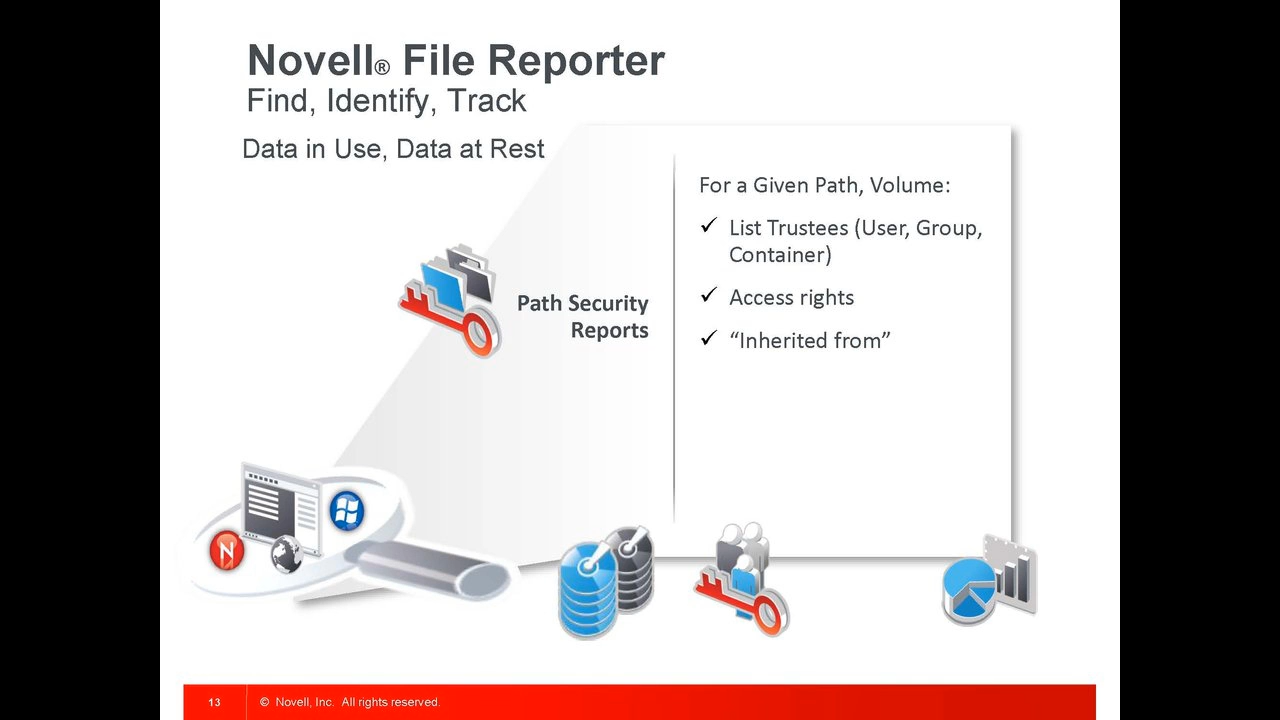 Novell® File Reporter
Find, Identify, Track
Data in Use, Data at Rest
Path Security
Reports
For a Given Path, Volume:
✓ List Trustees (User, Group,
Container)
✓ Access rights
✓ “Inherited from”
N
13
© Novell, Inc. All rights reserved.